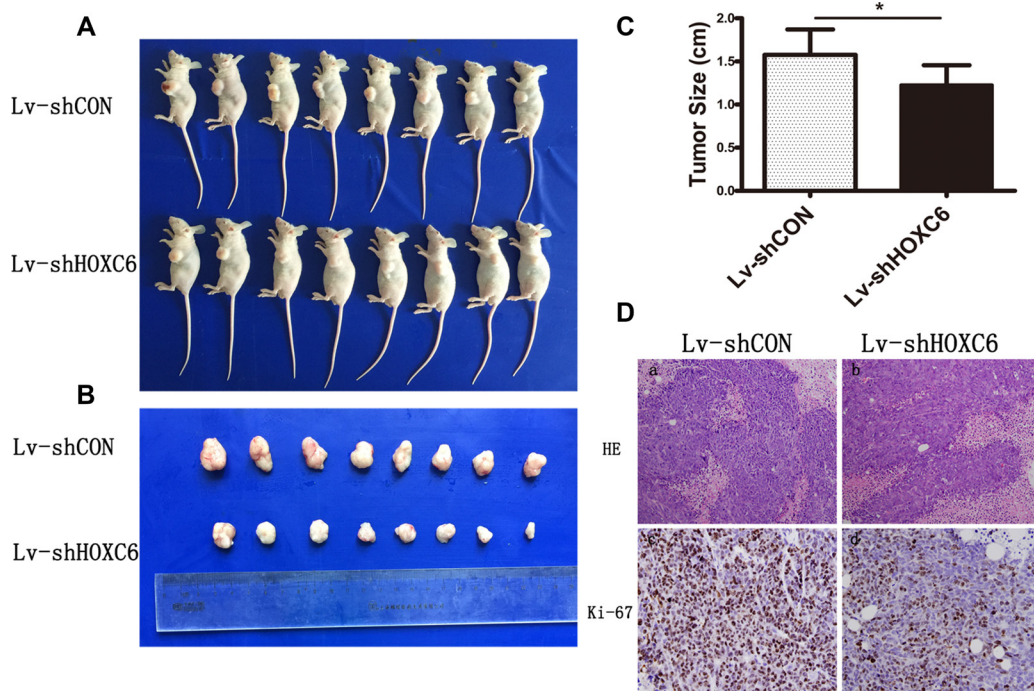 A
Lv-shCON
Lv-shHOXC6
B
Lv-shCON
Lv-shHOXC6
C
*
Tumor Size (cm)
2.0
1.5
1.0
0.5
0.0
Lv-shCON
Lv-shHOXC6
D
Lv-shCON
Lv-shHOXC6
HE
a
b
Ki-67
c
d